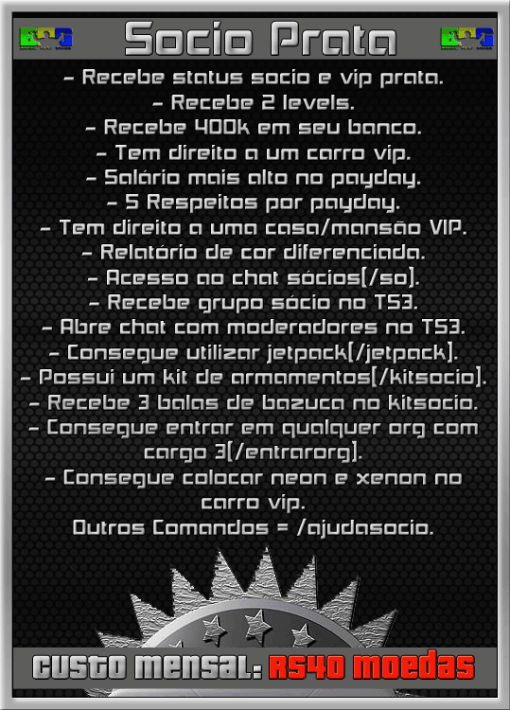 Socio Prata
- Recebe status socio e vip prata.
- Recebe 2 levels.
- Recebe 400k em seu banco.
- Tem direito a um carro vip.
- Salário mais alto no payday.
- 5 Respeitos por payday.
- Tem direito a uma casa/mansão VIP.
- Relatório de cor diferenciada.
- Acesso ao chat sócios[/so].
- Recebe grupo sócio no TS3.
- Abre chat com moderadores no TS3.
- Consegue utilizar jetpack[/jetpack].
- Possui um kit de armamentos[/kitsocio].
- Recebe 3 balas de bazuca no kitsocio.
- Consegue entrar em qualquer org com
cargo 3[/entrarorg].
- Consegue colocar neon e xenon no
carro vip.
Outros Comandos = /ajudasocio.
Custo mensal: RS40 moedas